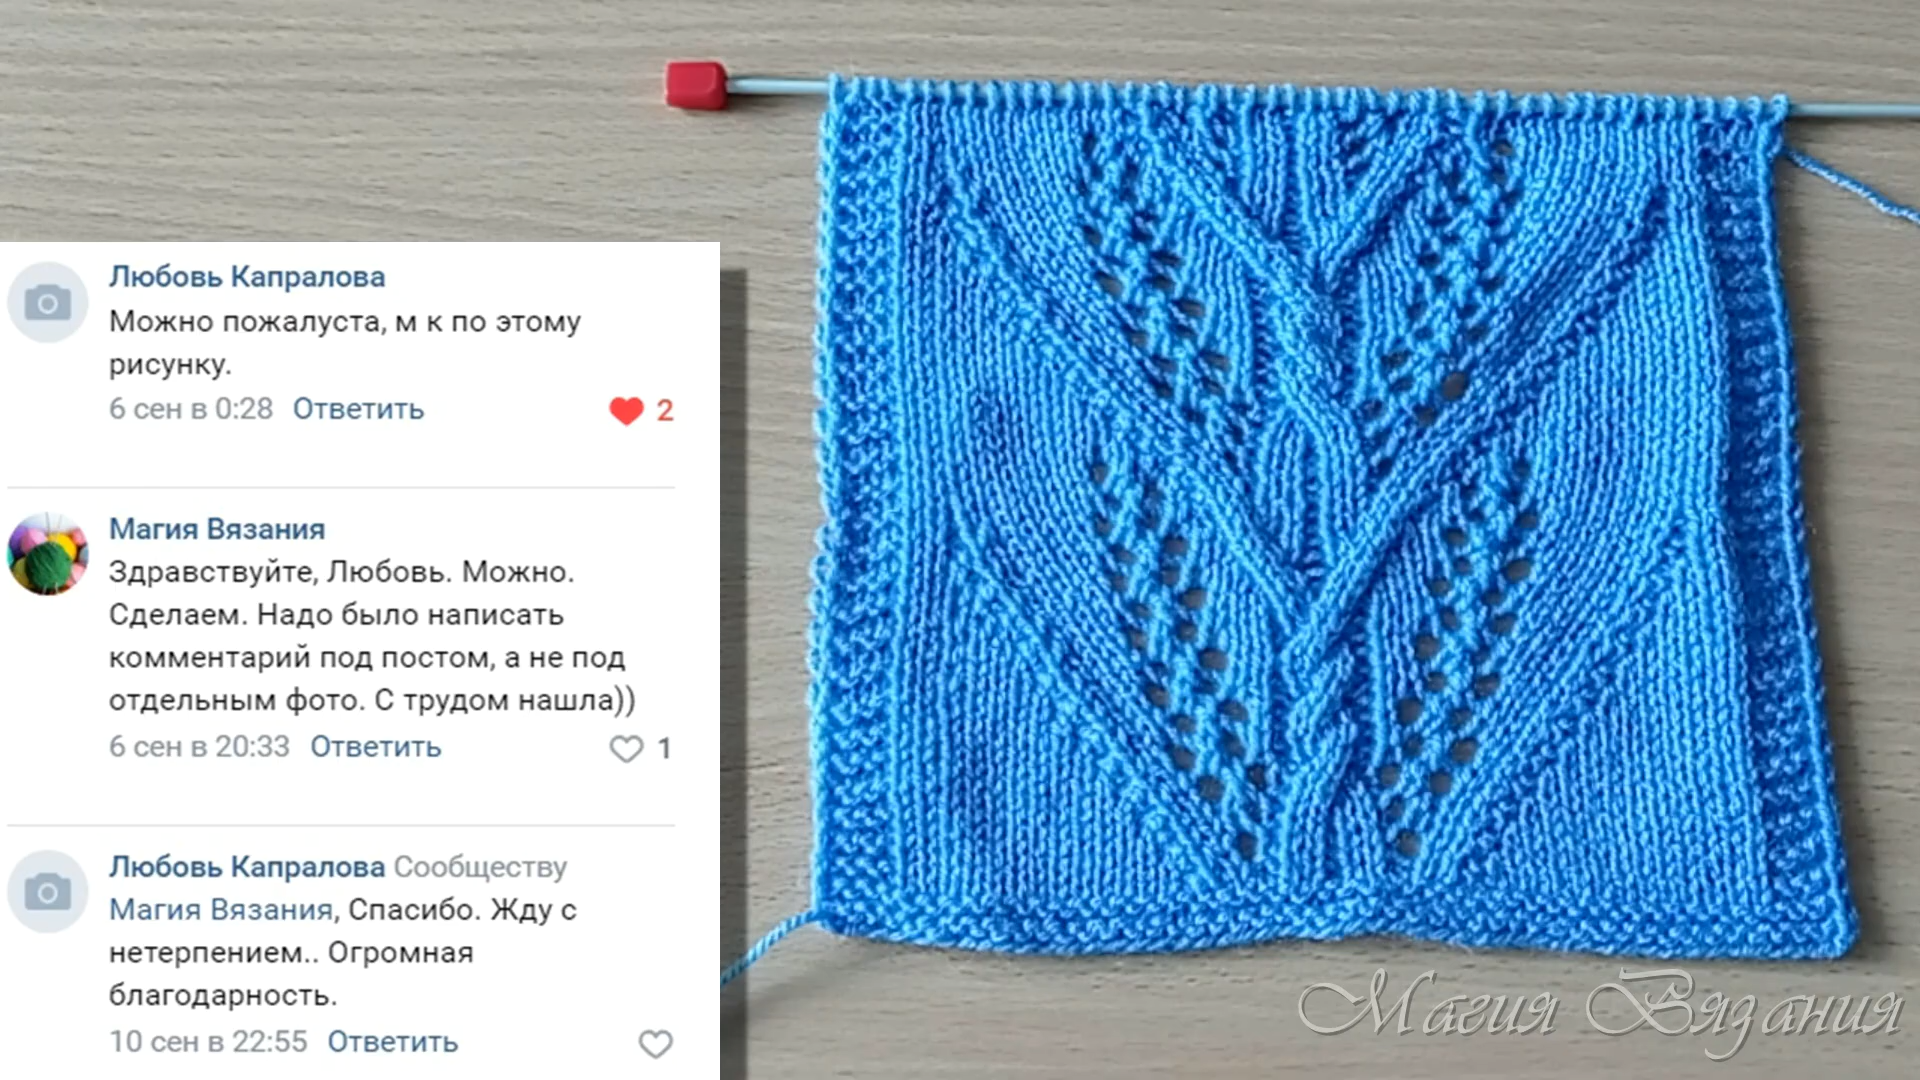 Любовь Капралова
Можно пожалуста, м к по этому
рисунку.
6 сен в 0:28 Ответить 2
Магия Вязания
Здравствуйте, Любовь. Можно.
Сделаем. Надо было написать
комментарий под постом, а не под
отдельным фото. С трудом нашла))
6 сен в 20:33 Ответить 1
Любовь Капралова Сообществу
Магия Вязания, Спасибо. Жду с
нетерпением.. Огромная
благодарность.
10 сен в 22:55 Ответить
Магия Вязания